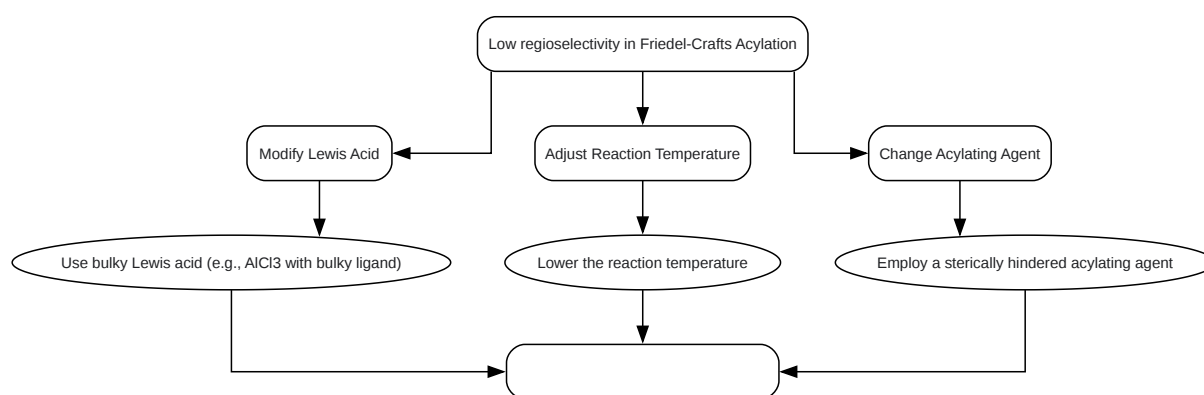 Low regioselectivity in Friedel-Crafts Acylation
Modify Lewis Acid
Adjust Reaction Temperature
Change Acylating Agent
Use bulky Lewis acid (e.g., AlCl3 with bulky ligand)
Lower the reaction temperature
Employ a sterically hindered acylating agent